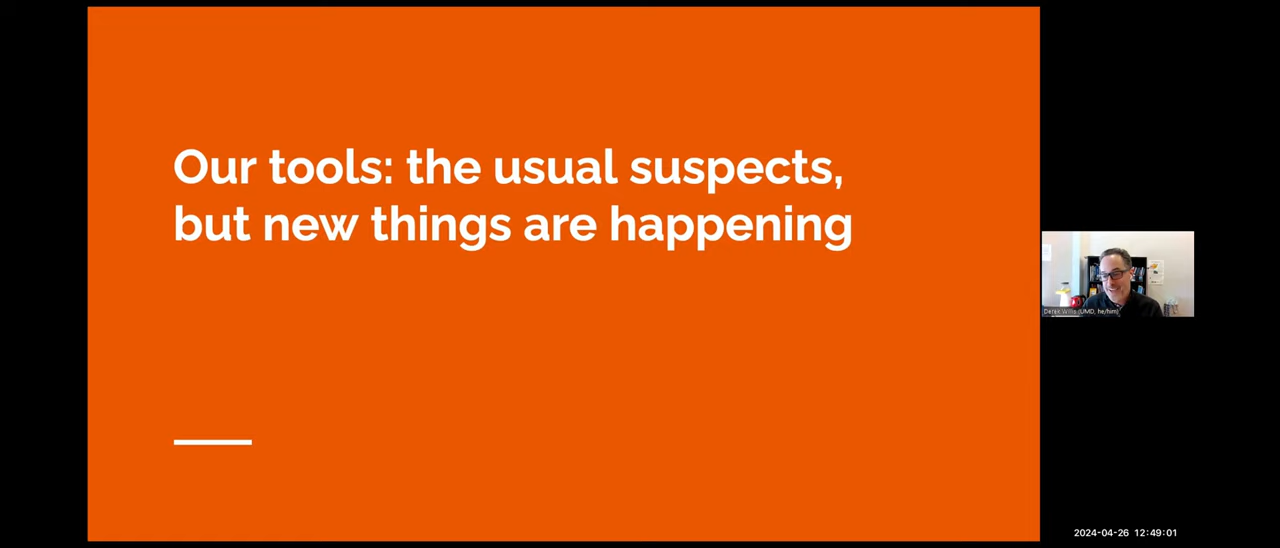 Our tools: the usual suspects,
but new things are happening
Derek Willis (UMD, he/him)
2024-04-26 12:49:01